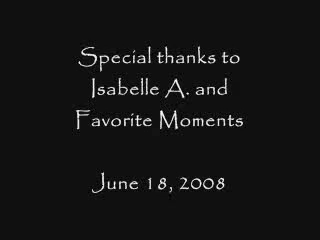 Special thanks to
Isabelle A. and
Favorite Moments
June 18, 2008